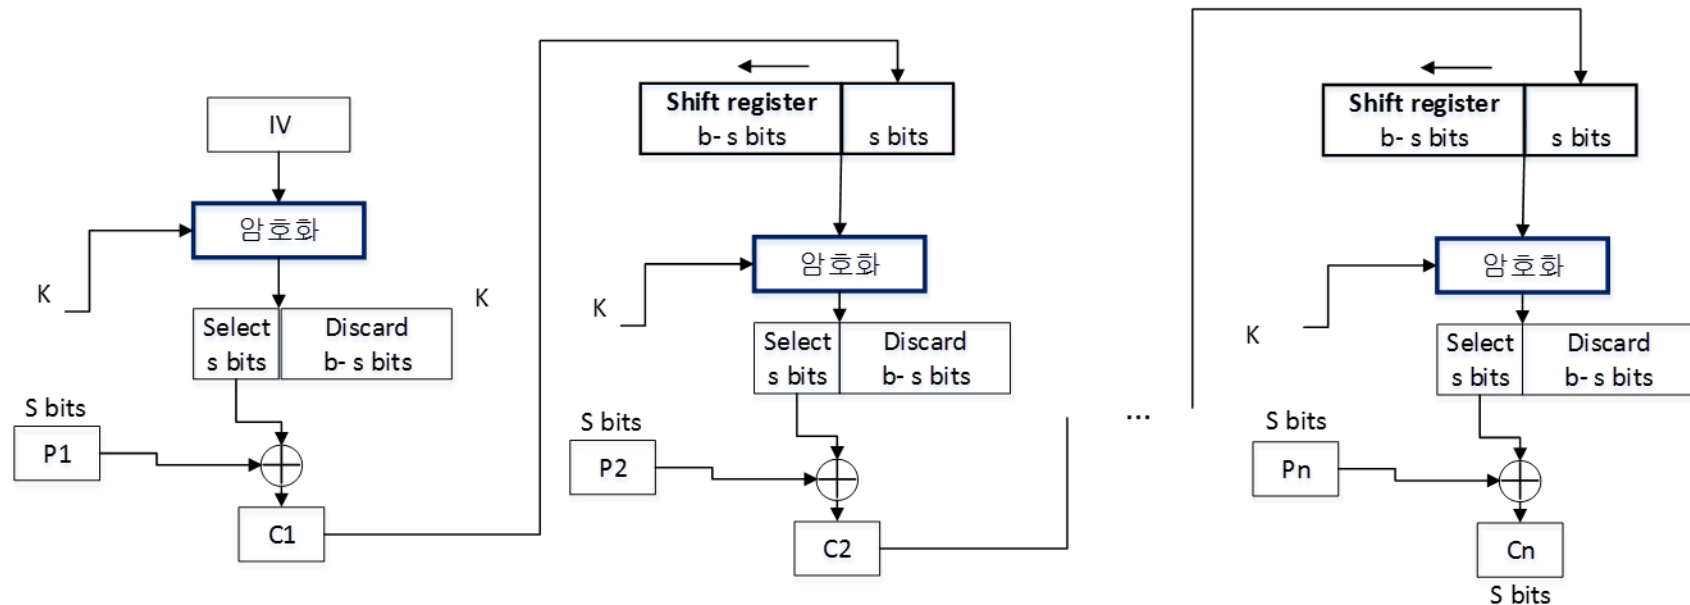 IV
암호화
K
Select
s bits
Discard
b- s bits
S bits
P1
C1
K
Shift register
b- s bits
s bits
암호화
K
Select
s bits
Discard
b- s bits
S bits
P2
C2
...
Shift register
b- s bits
s bits
암호화
K
Select
s bits
Discard
b- s bits
S bits
Pn
Cn
S bits